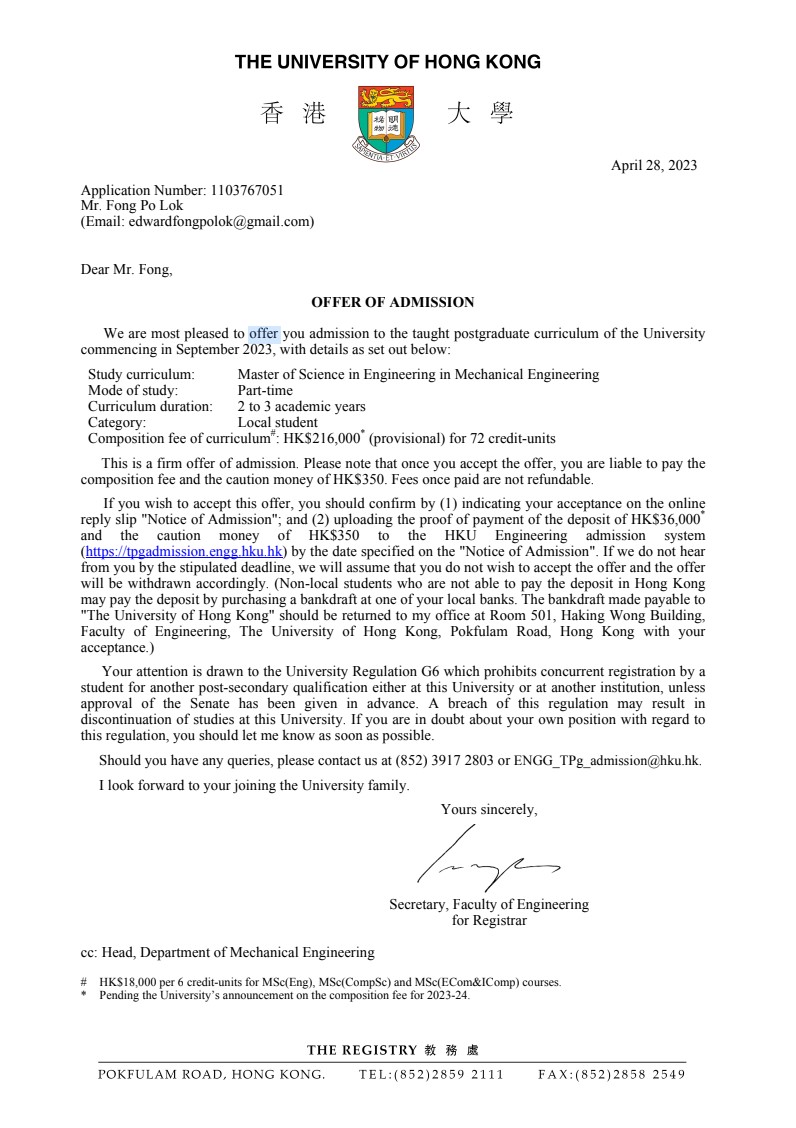 THE UNIVERSITY OF HONG KONG
香 港 大 學
格 明
物 德
SAPIENTIA·ET·VIRTUS
April 28, 2023
Application Number: 1103767051
Mr. Fong Po Lok
(Email: edwardfongpolok@gmail.com)
Dear Mr. Fong,
OFFER OF ADMISSION
We are most pleased to offer you admission to the taught postgraduate curriculum of the University
commencing in September 2023, with details as set out below:
Study curriculum: Master of Science in Engineering in Mechanical Engineering
Mode of study: Part-time
Curriculum duration: 2 to 3 academic years
Category: Local student
Composition fee of curriculum#: HK$216,000* (provisional) for 72 credit-units
This is a firm offer of admission. Please note that once you accept the offer, you are liable to pay the
composition fee and the caution money of HK$350. Fees once paid are not refundable.
If you wish to accept this offer, you should confirm by (1) indicating your acceptance on the online
reply slip "Notice of Admission"; and (2) uploading the proof of payment of the deposit of HK$36,000*
and the caution money of HK$350 to the HKU Engineering admission system
(https://tpgadmission.engg.hku.hk) by the date specified on the "Notice of Admission". If we do not hear
from you by the stipulated deadline, we will assume that you do not wish to accept the offer and the offer
will be withdrawn accordingly. (Non-local students who are not able to pay the deposit in Hong Kong
may pay the deposit by purchasing a bankdraft at one of your local banks. The bankdraft made payable to
"The University of Hong Kong" should be returned to my office at Room 501, Haking Wong Building,
Faculty of Engineering, The University of Hong Kong, Pokfulam Road, Hong Kong with your
acceptance.)
Your attention is drawn to the University Regulation G6 which prohibits concurrent registration by a
student for another post-secondary qualification either at this University or at another institution, unless
approval of the Senate has been given in advance. A breach of this regulation may result in
discontinuation of studies at this University. If you are in doubt about your own position with regard to
this regulation, you should let me know as soon as possible.
Should you have any queries, please contact us at (852) 3917 2803 or ENGG_TPg_admission@hku.hk.
I look forward to your joining the University family.
Yours sincerely,
Secretary, Faculty of Engineering
for Registrar
cc: Head, Department of Mechanical Engineering
# HK$18,000 per 6 credit-units for MSc(Eng), MSc(CompSc) and MSc(ECom&IComp) courses.
* Pending the University's announcement on the composition fee for 2023-24.
THE REGISTRY 教 務 處
POKFULAM ROAD, HONG KONG. TEL:(852)2859 2111 FAX:(852)2858 2549